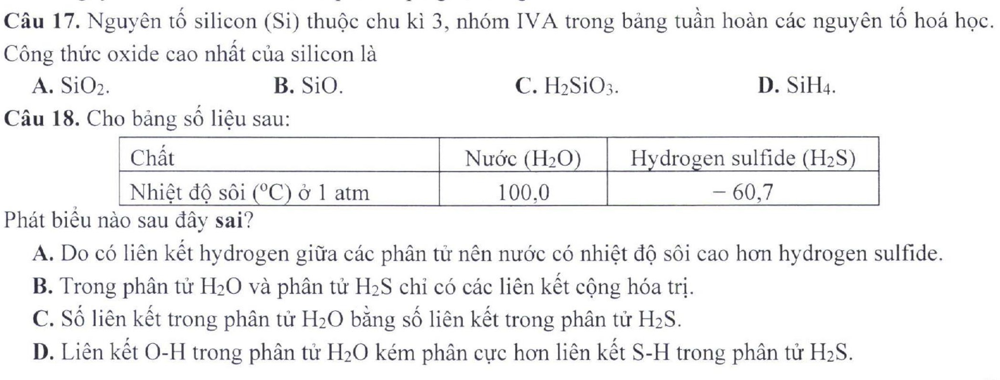 Câu 17. Nguyên tố silicon (Si) thuộc chu kì 3, nhóm IVA trong bảng tuần hoàn các nguyên tố hoá học.
Công thức oxide cao nhất của silicon là
A. SiO₂. B. SiO. C. H₂SiO₃. D. SiH₄.
Câu 18. Cho bảng số liệu sau:
Chất Nước (H₂O) Hydrogen sulfide (H₂S)
Nhiệt độ sôi (⁰C) ở 1 atm 100,0 – 60,7
Phát biểu nào sau đây sai?
A. Do có liên kết hydrogen giữa các phân tử nên nước có nhiệt độ sôi cao hơn hydrogen sulfide.
B. Trong phân tử H₂O và phân tử H₂S chỉ có các liên kết cộng hóa trị.
C. Số liên kết trong phân tử H₂O bằng số liên kết trong phân tử H₂S.
D. Liên kết O-H trong phân tử H₂O kém phân cực hơn liên kết S-H trong phân tử H₂S.